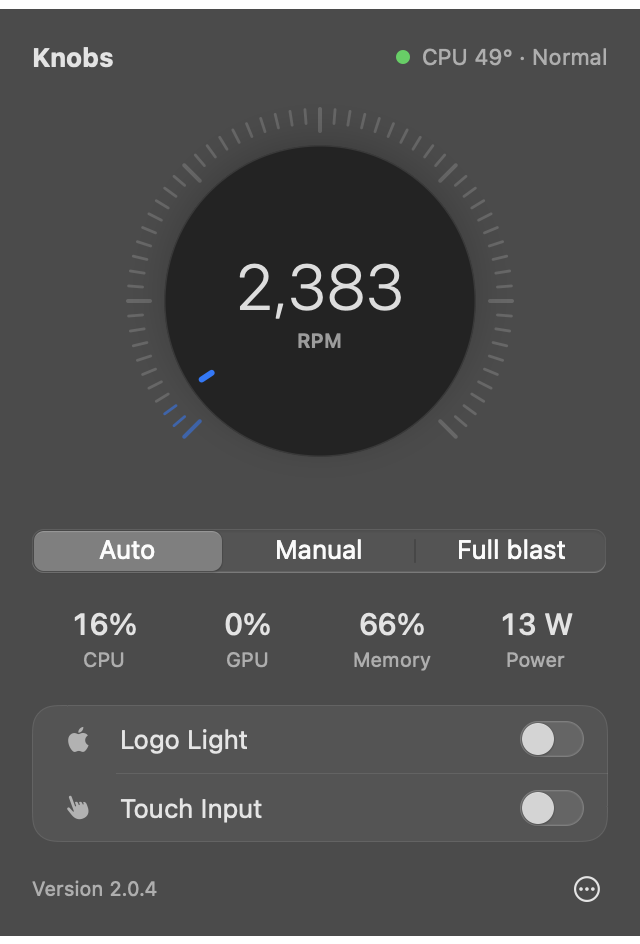 Knobs
CPU 49° · Normal
2,383
RPM
Auto Manual Full blast
16% 0% 66% 13 W
CPU GPU Memory Power
Logo Light
Touch Input
Version 2.0.4